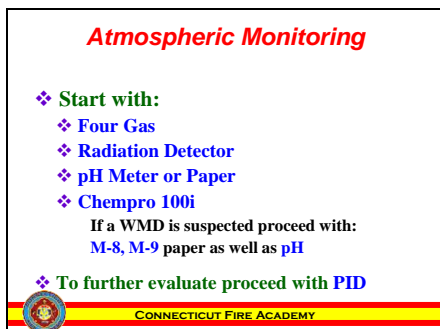 Atmospheric Monitoring
❖ Start with:
❖ Four Gas
❖ Radiation Detector
❖ pH Meter or Paper
❖ Chempro 100i
If a WMD is suspected proceed with:
M-8, M-9 paper as well as pH
❖ To further evaluate proceed with PID
CONNECTICUT FIRE ACADEMY